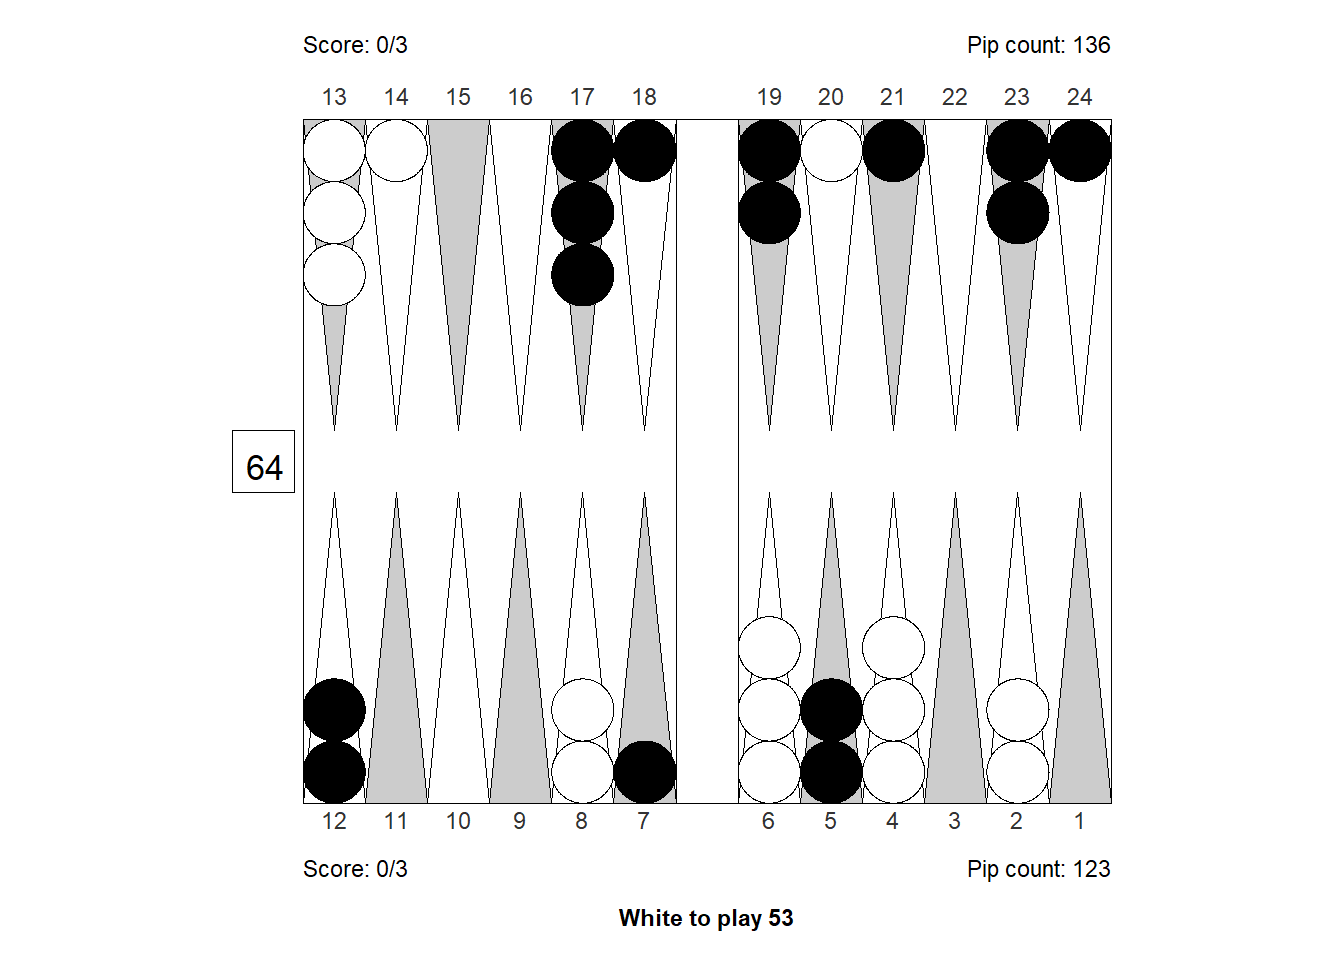 Score: 0/3 Pip count: 136
13 14 15 16 17 18 19 20 21 22 23 24
64
12 11 10 9 8 7 6 5 4 3 2 1
Score: 0/3 Pip count: 123
White to play 53